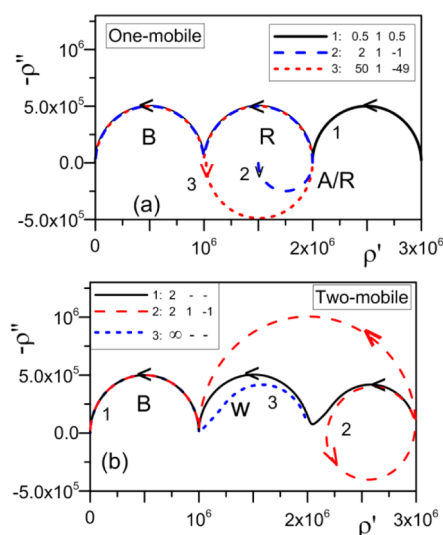 One-mobile
1: 0.5 1 0.5
2: 2 1 -1
3: 50 1 -49
-ρ"
10⁶
5.0x10⁵
0.0
-5.0x10⁵
B
R
1
3
2
A/R
(a)
0
10⁶
2x10⁶
3x10⁶
ρ'
1: 2 - -
2: 2 1 -1
3: ∞ - -
Two-mobile
-ρ"
10⁶
5.0x10⁵
0.0
-5.0x10⁵
1
B
W
3
2
(b)
0
10⁶
2x10⁶
3x10⁶
ρ'